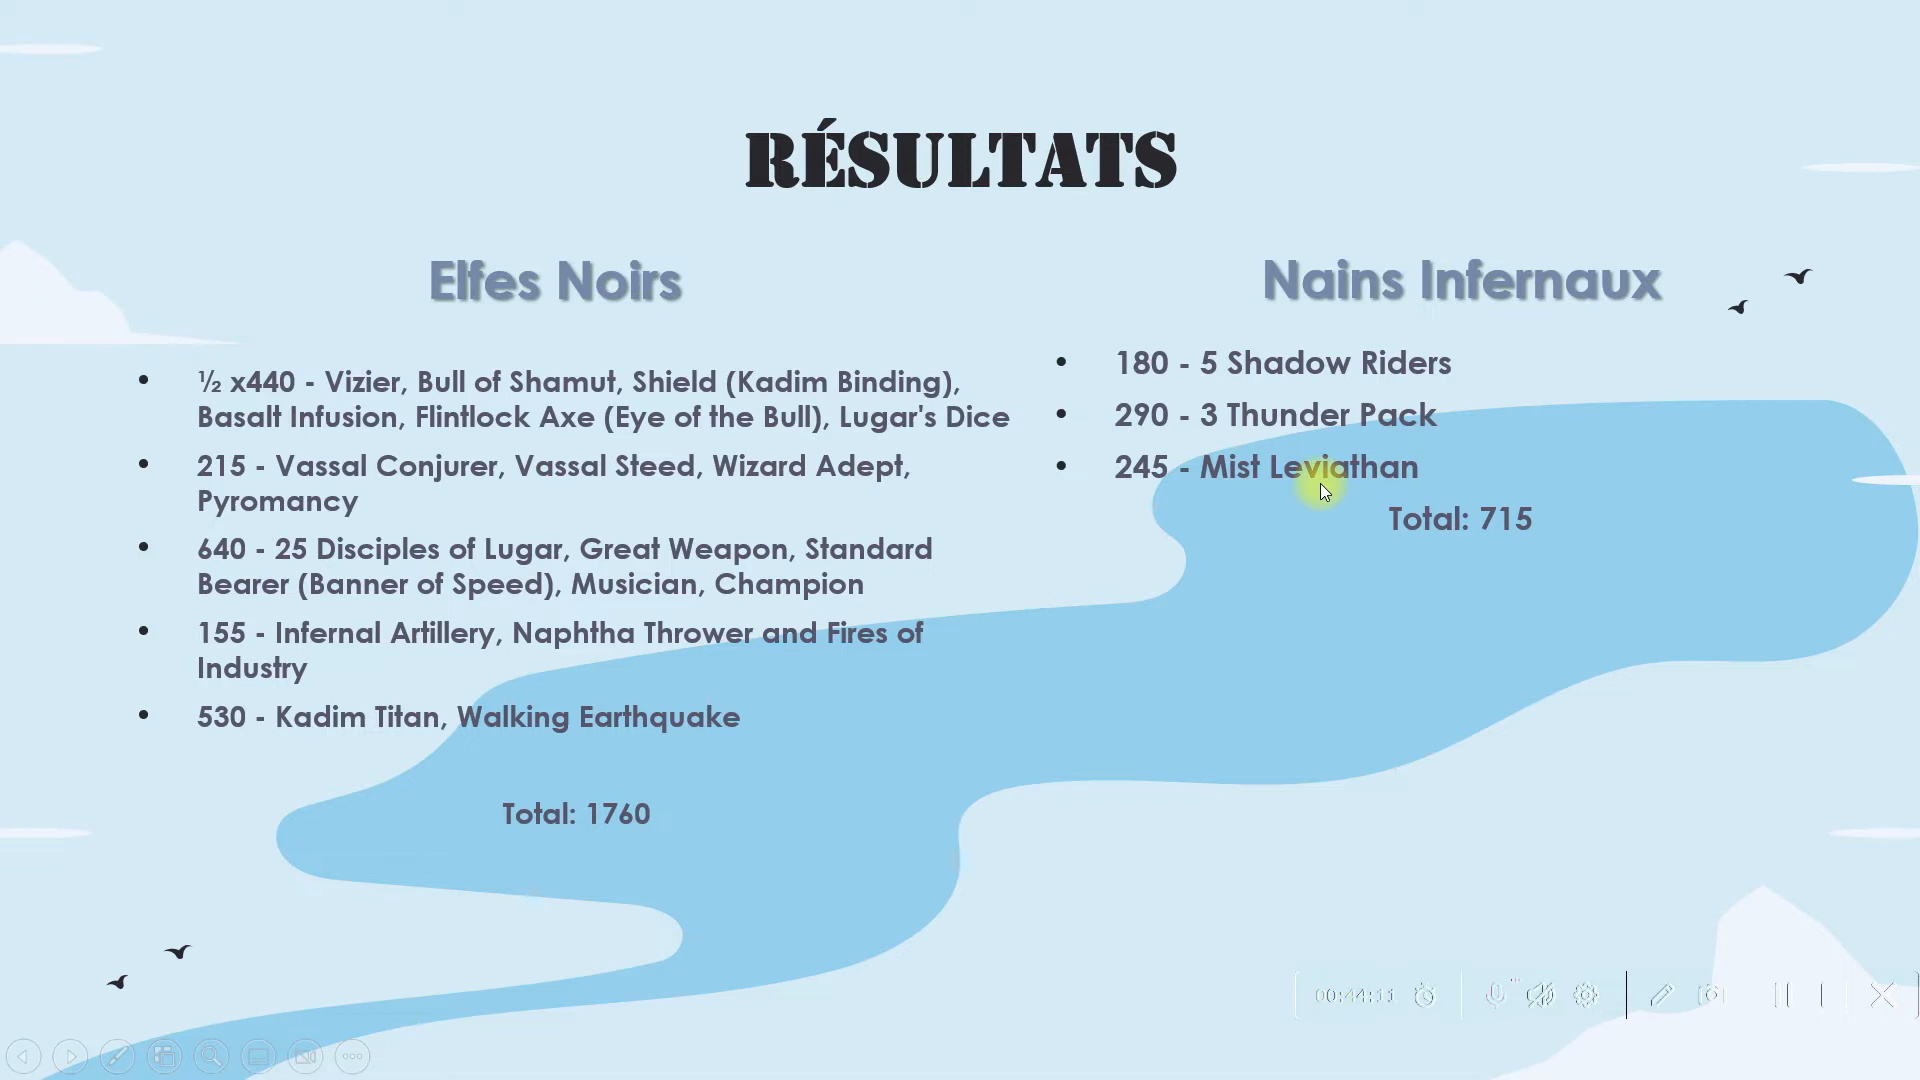 RÉSULTATS
Elfes Noirs
½ x440 - Vizier, Bull of Shamut, Shield (Kadim Binding),
Basalt Infusion, Flintlock Axe (Eye of the Bull), Lugar's Dice
215 - Vassal Conjurer, Vassal Steed, Wizard Adept,
Pyromancy
640 - 25 Disciples of Lugar, Great Weapon, Standard
Bearer (Banner of Speed), Musician, Champion
155 - Infernal Artillery, Naphtha Thrower and Fires of
Industry
530 - Kadim Titan, Walking Earthquake
Total: 1760
Nains Infernaux
180 - 5 Shadow Riders
290 - 3 Thunder Pack
245 - Mist Leviathan
Total: 715
00:44:11